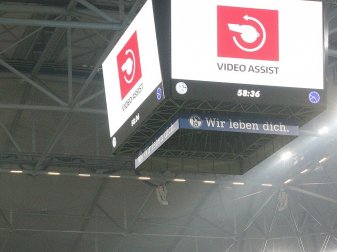 VIDEO ASSIST
VIDEO ASSIST
58:36
Wir leben dich.